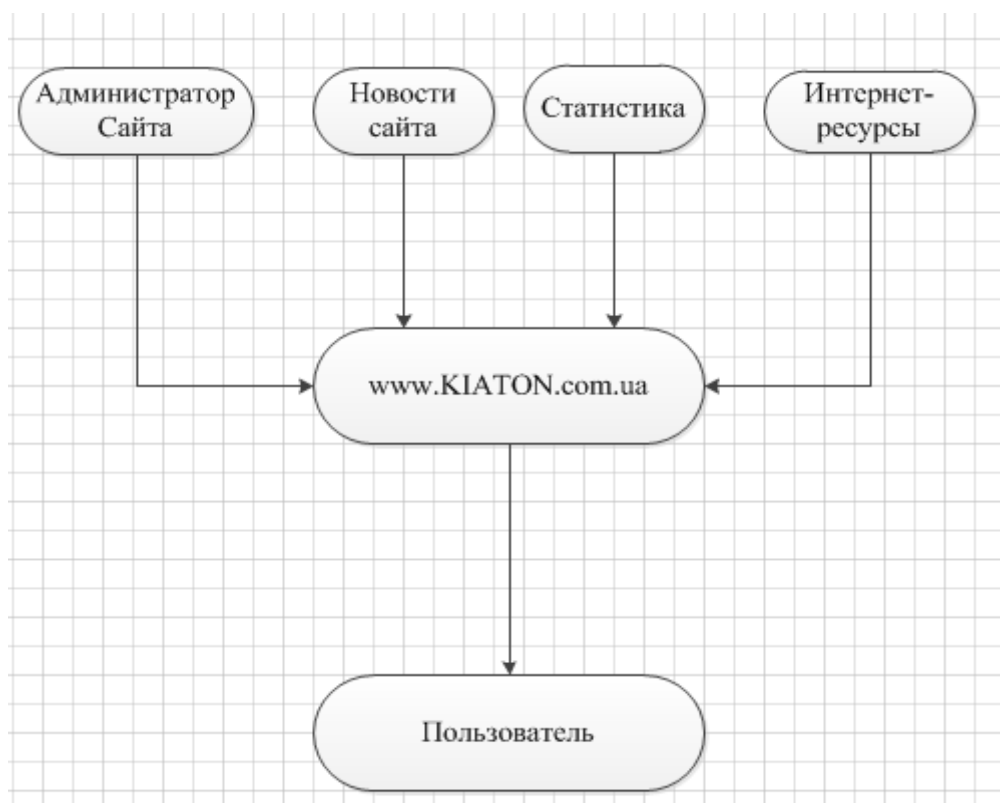 Администратор
Сайта
Новости
сайта
Статистика
Интернет-
ресурсы
www.KIATON.com.ua
Пользователь